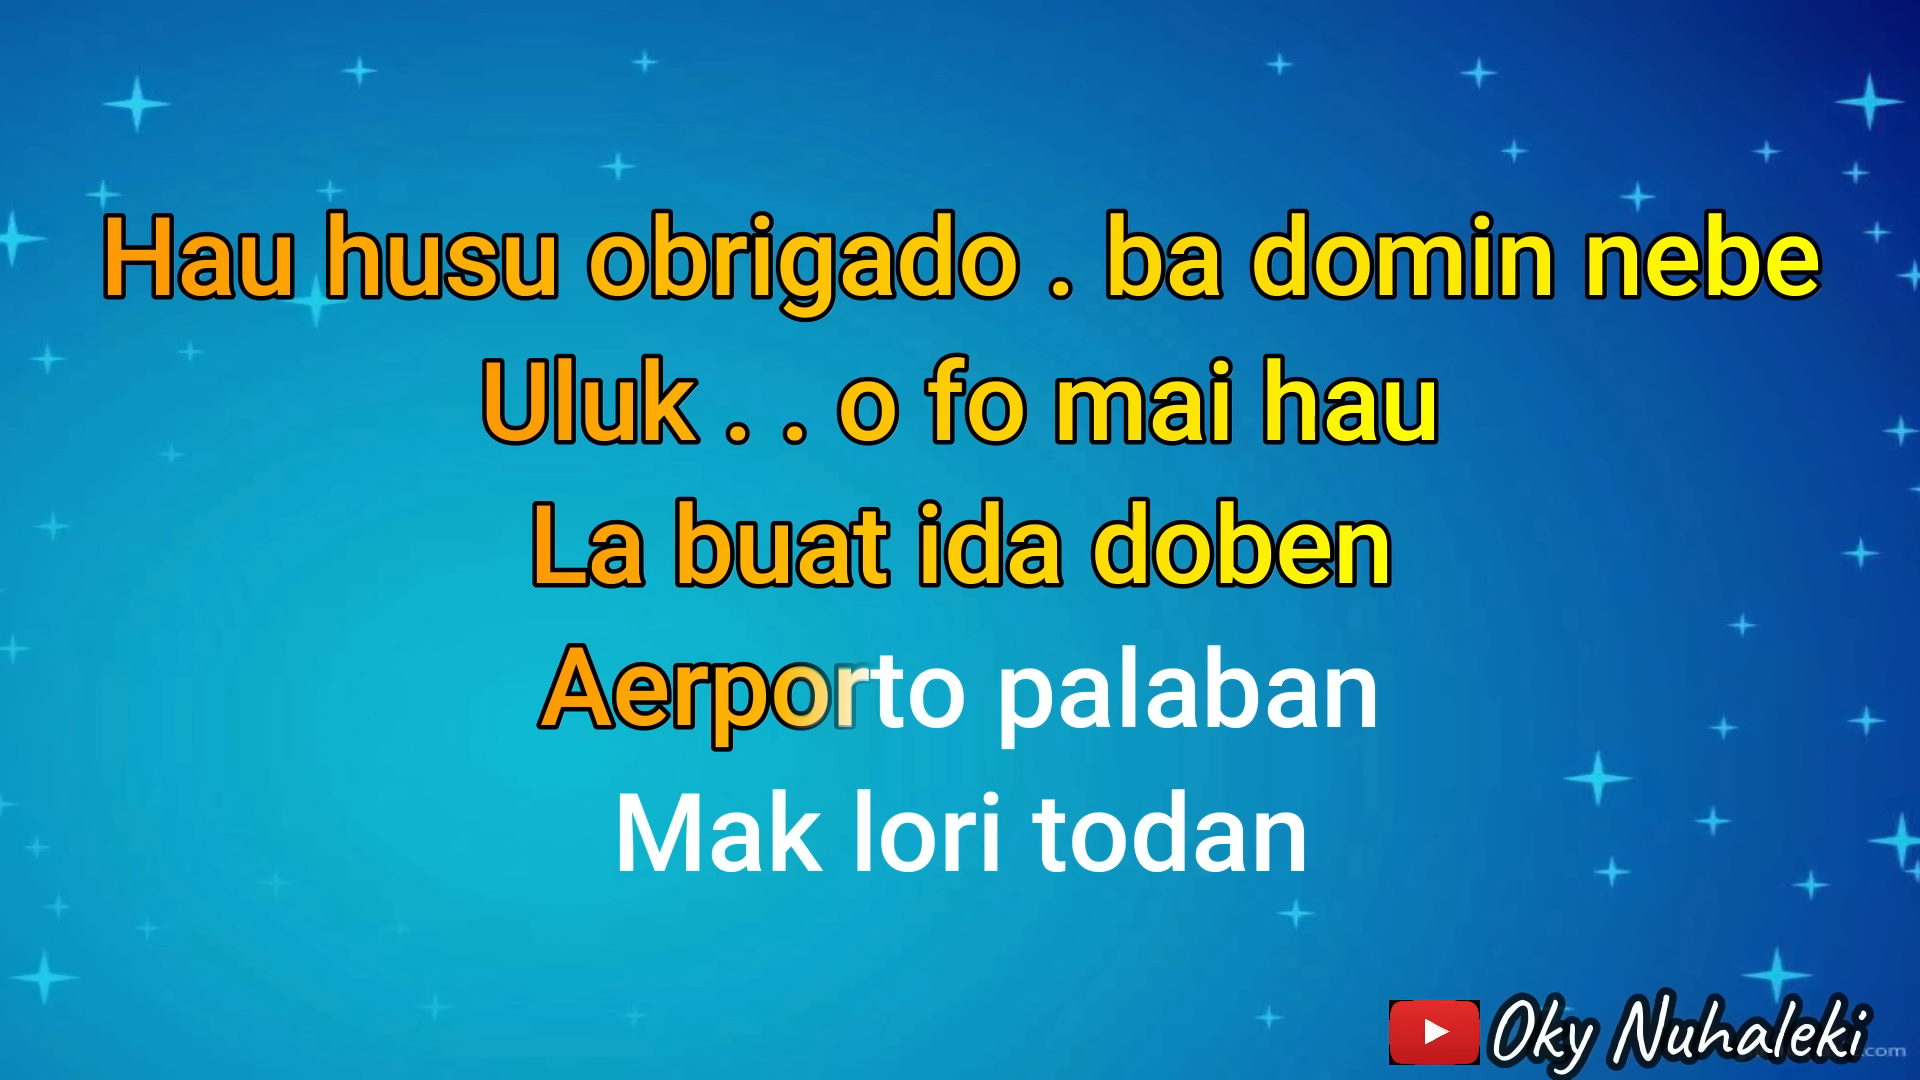 Hau husu obrigado . ba domin nebe
Uluk . . o fo mai hau
La buat ida doben
Aerporto palaban
Mak lori todan
Oky Nuhaleki
.com